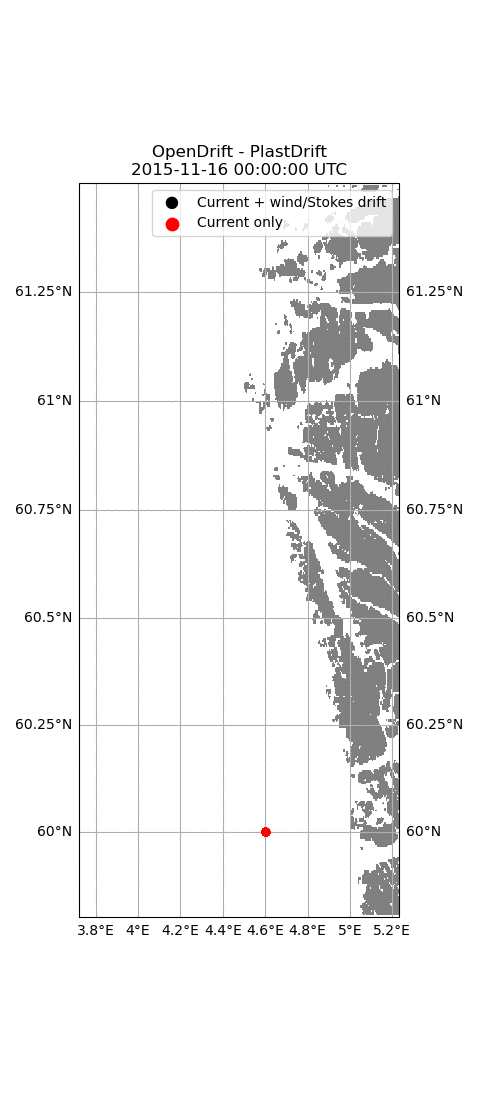 OpenDrift - PlastDrift
2015-11-16 00:00:00 UTC
Current + wind/Stokes drift
Current only
61.25°N 61.25°N
61°N 61°N
60.75°N 60.75°N
60.5°N 60.5°N
60.25°N 60.25°N
60°N 60°N
3.8°E 4°E 4.2°E 4.4°E 4.6°E 4.8°E 5°E 5.2°E